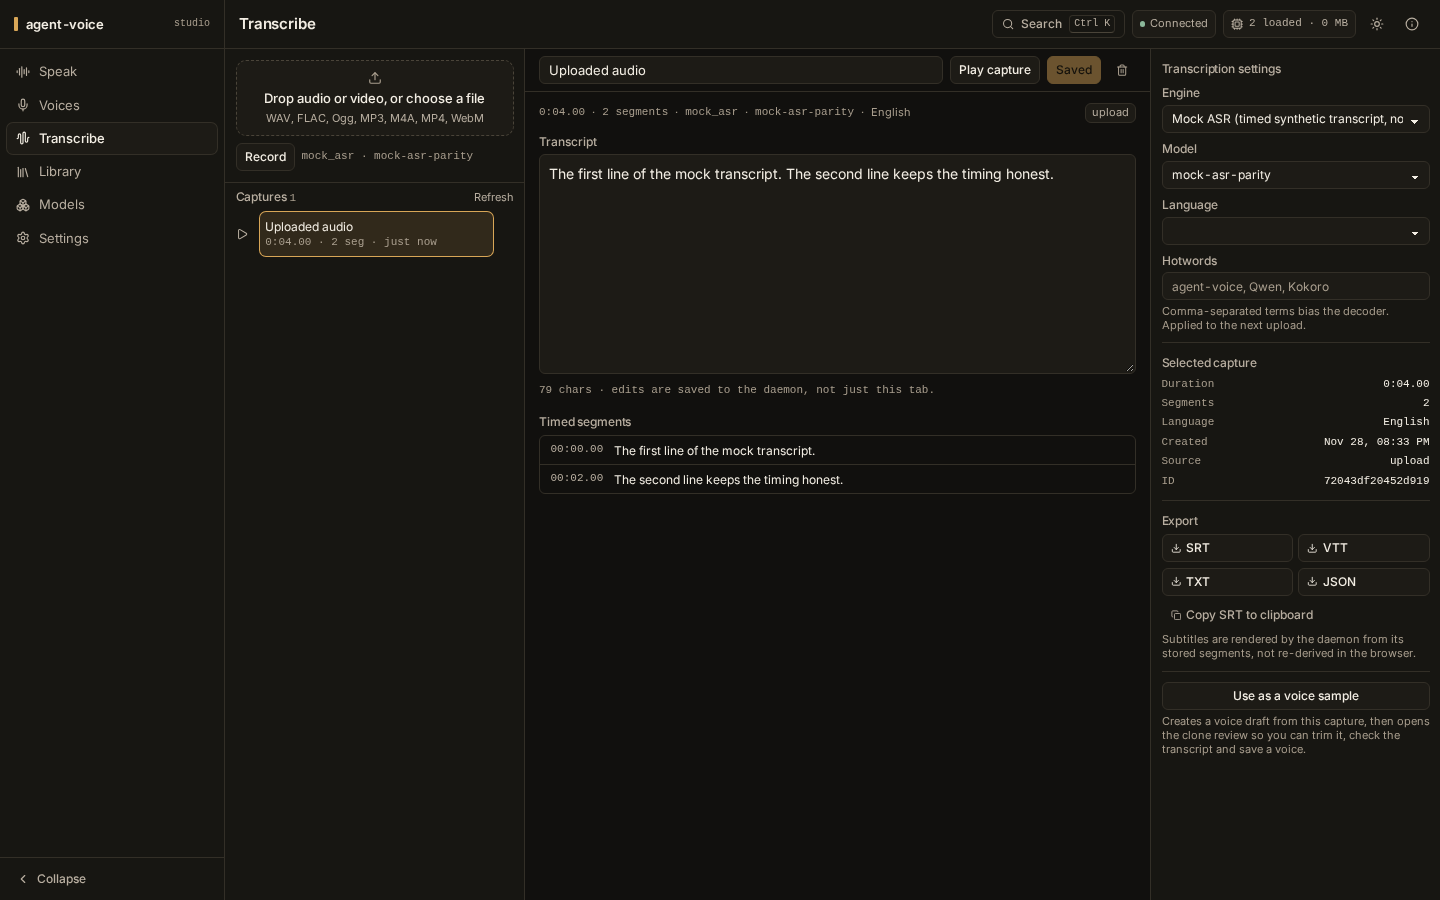 agent-voice
studio
Speak
Voices
Transcribe
Library
Models
Settings
Collapse
Transcribe
Search
Ctrl K
Connected
2 loaded · 0 MB
Drop audio or video, or choose a file
WAV, FLAC, Ogg, MP3, M4A, MP4, WebM
Record
mock_asr · mock-asr-parity
Captures 1
Refresh
Uploaded audio
0:04.00 · 2 seg · just now
Uploaded audio
Play capture
Saved
0:04.00 · 2 segments · mock_asr · mock-asr-parity · English
upload
Transcript
The first line of the mock transcript. The second line keeps the timing honest.
79 chars · edits are saved to the daemon, not just this tab.
Timed segments
00:00.00 The first line of the mock transcript.
00:02.00 The second line keeps the timing honest.
Transcription settings
Engine
Mock ASR (timed synthetic transcript, no
Model
mock-asr-parity
Language
Hotwords
agent-voice, Qwen, Kokoro
Comma-separated terms bias the decoder.
Applied to the next upload.
Selected capture
Duration 0:04.00
Segments 2
Language English
Created Nov 28, 08:33 PM
Source upload
ID 72043df20452d919
Export
SRT
VTT
TXT
JSON
Copy SRT to clipboard
Subtitles are rendered by the daemon from its
stored segments, not re-derived in the browser.
Use as a voice sample
Creates a voice draft from this capture, then opens
the clone review so you can trim it, check the
transcript and save a voice.